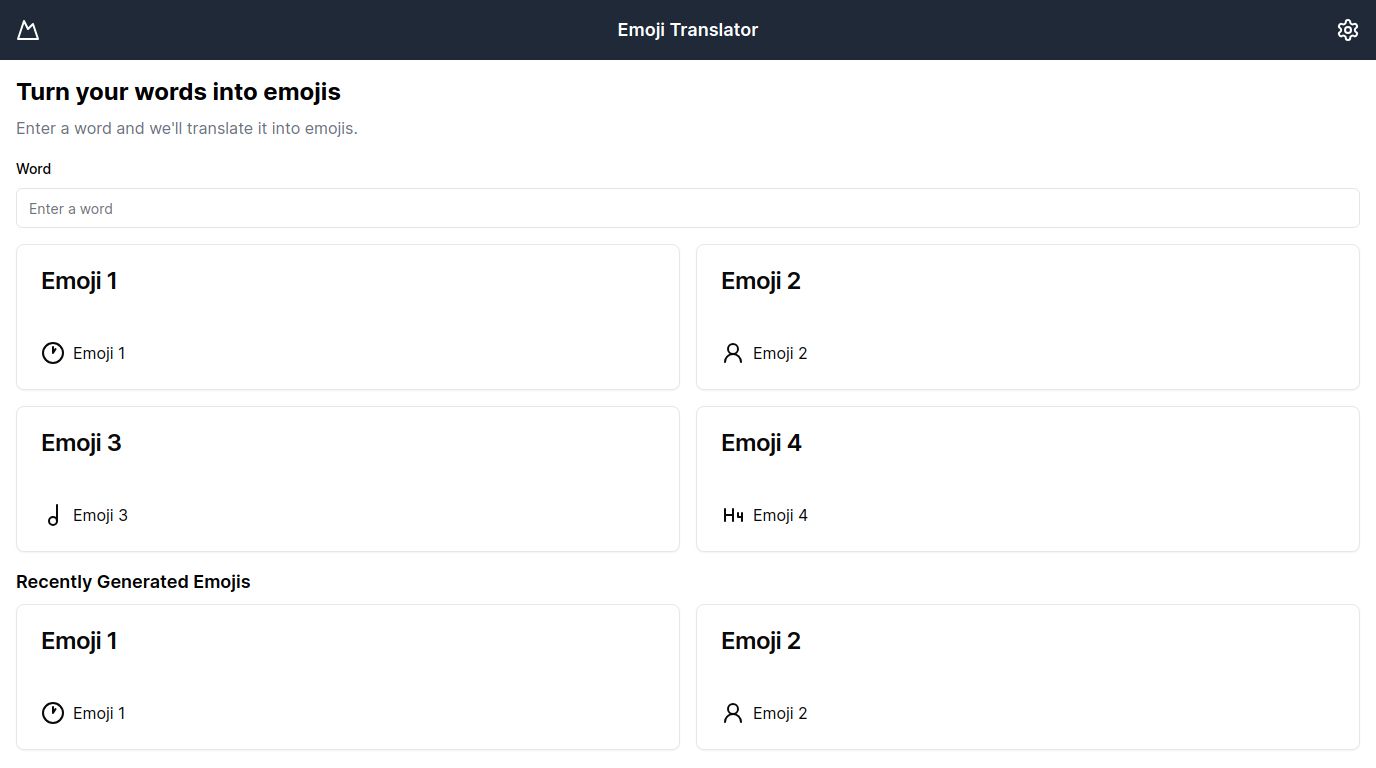 Emoji Translator
Turn your words into emojis
Enter a word and we'll translate it into emojis.
Word
Enter a word
Emoji 1
Emoji 1
Emoji 2
Emoji 2
Emoji 3
Emoji 3
Emoji 4
H4 Emoji 4
Recently Generated Emojis
Emoji 1
Emoji 1
Emoji 2
Emoji 2